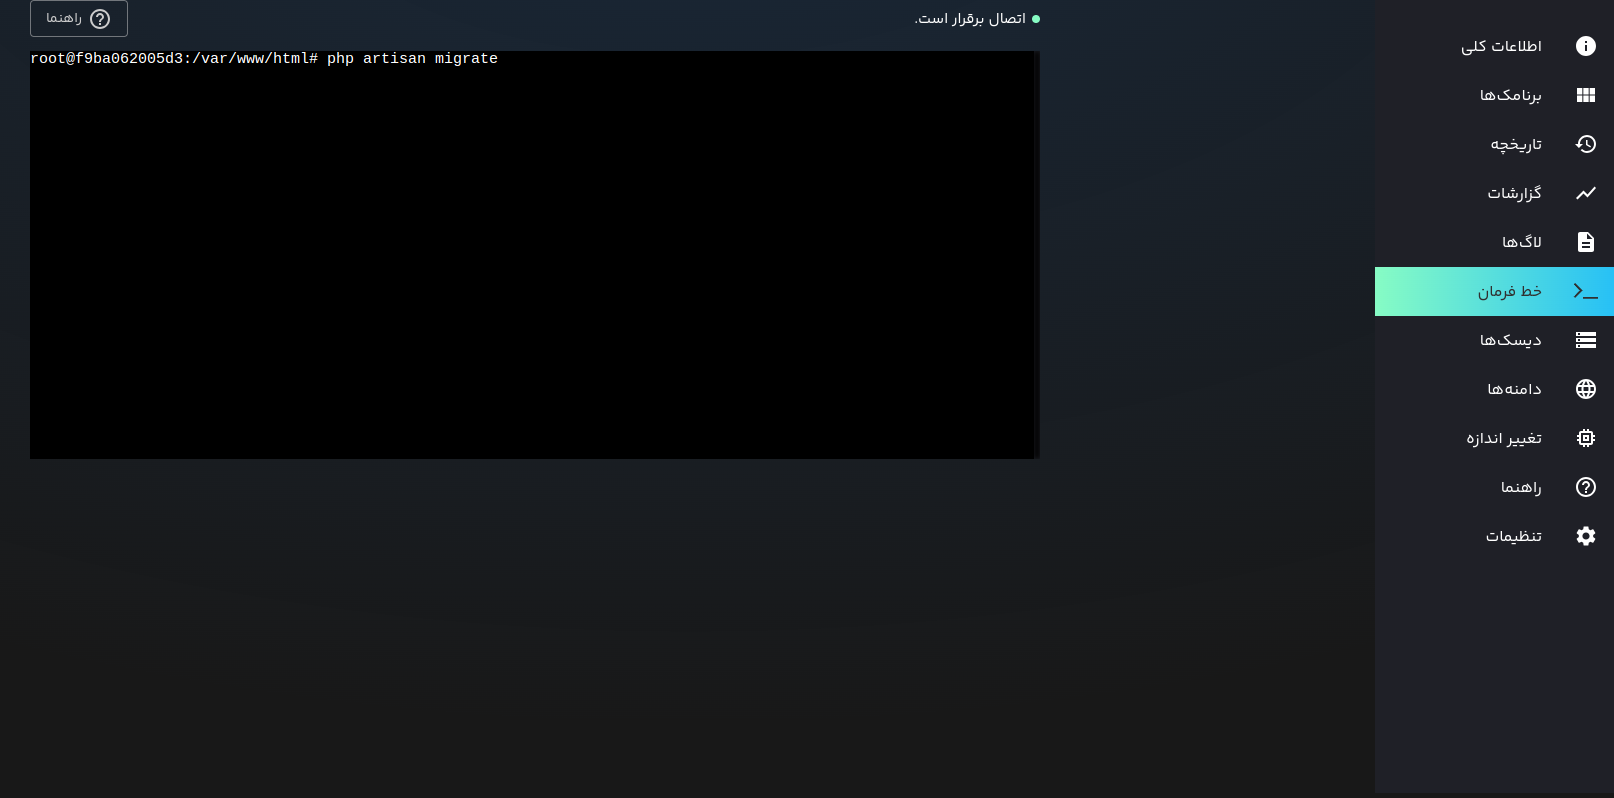 راهنما
اتصال برقرار است.
root@f9ba062005d3:/var/www/html# php artisan migrate
اطلاعات کلی
برنامک‌ها
تاریخچه
گزارشات
لاگ‌ها
خط فرمان
دیسک‌ها
دامنه‌ها
تغییر اندازه
راهنما
تنظیمات